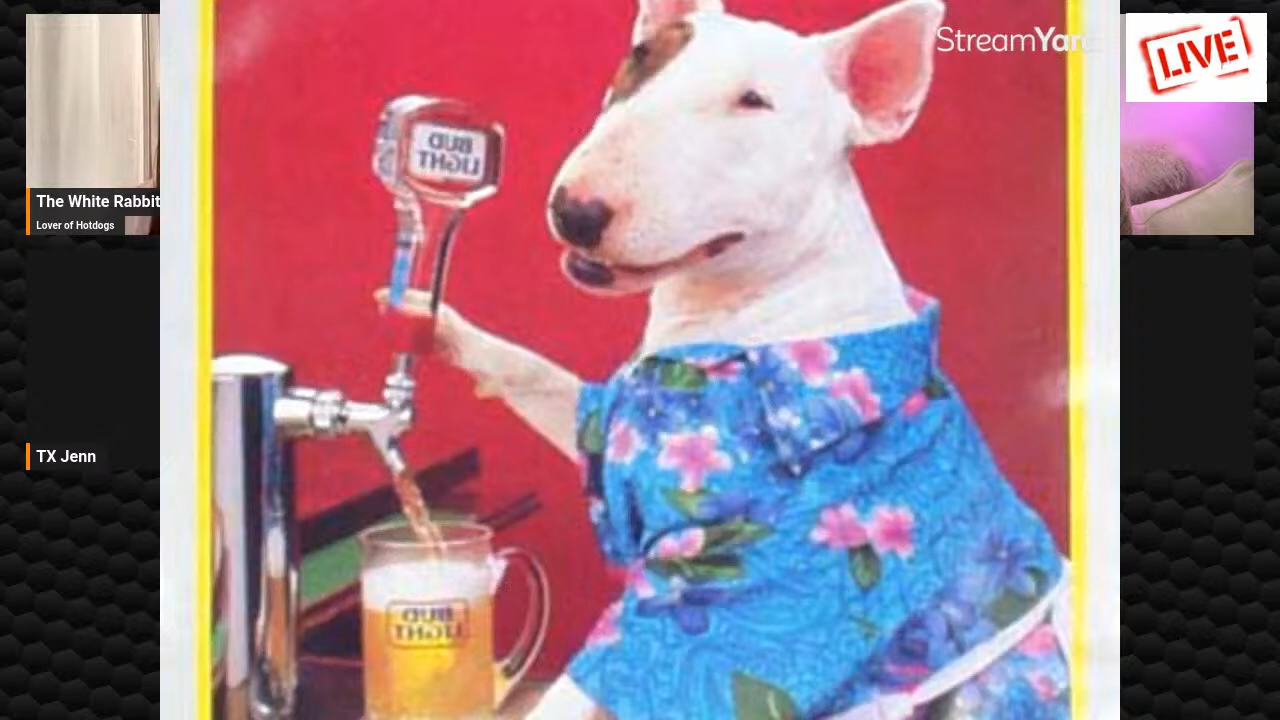 StreamYard
LIVE
The White Rabbit
Lover of Hotdogs
TX Jenn
BUD
LIGHT
BUD
LIGHT